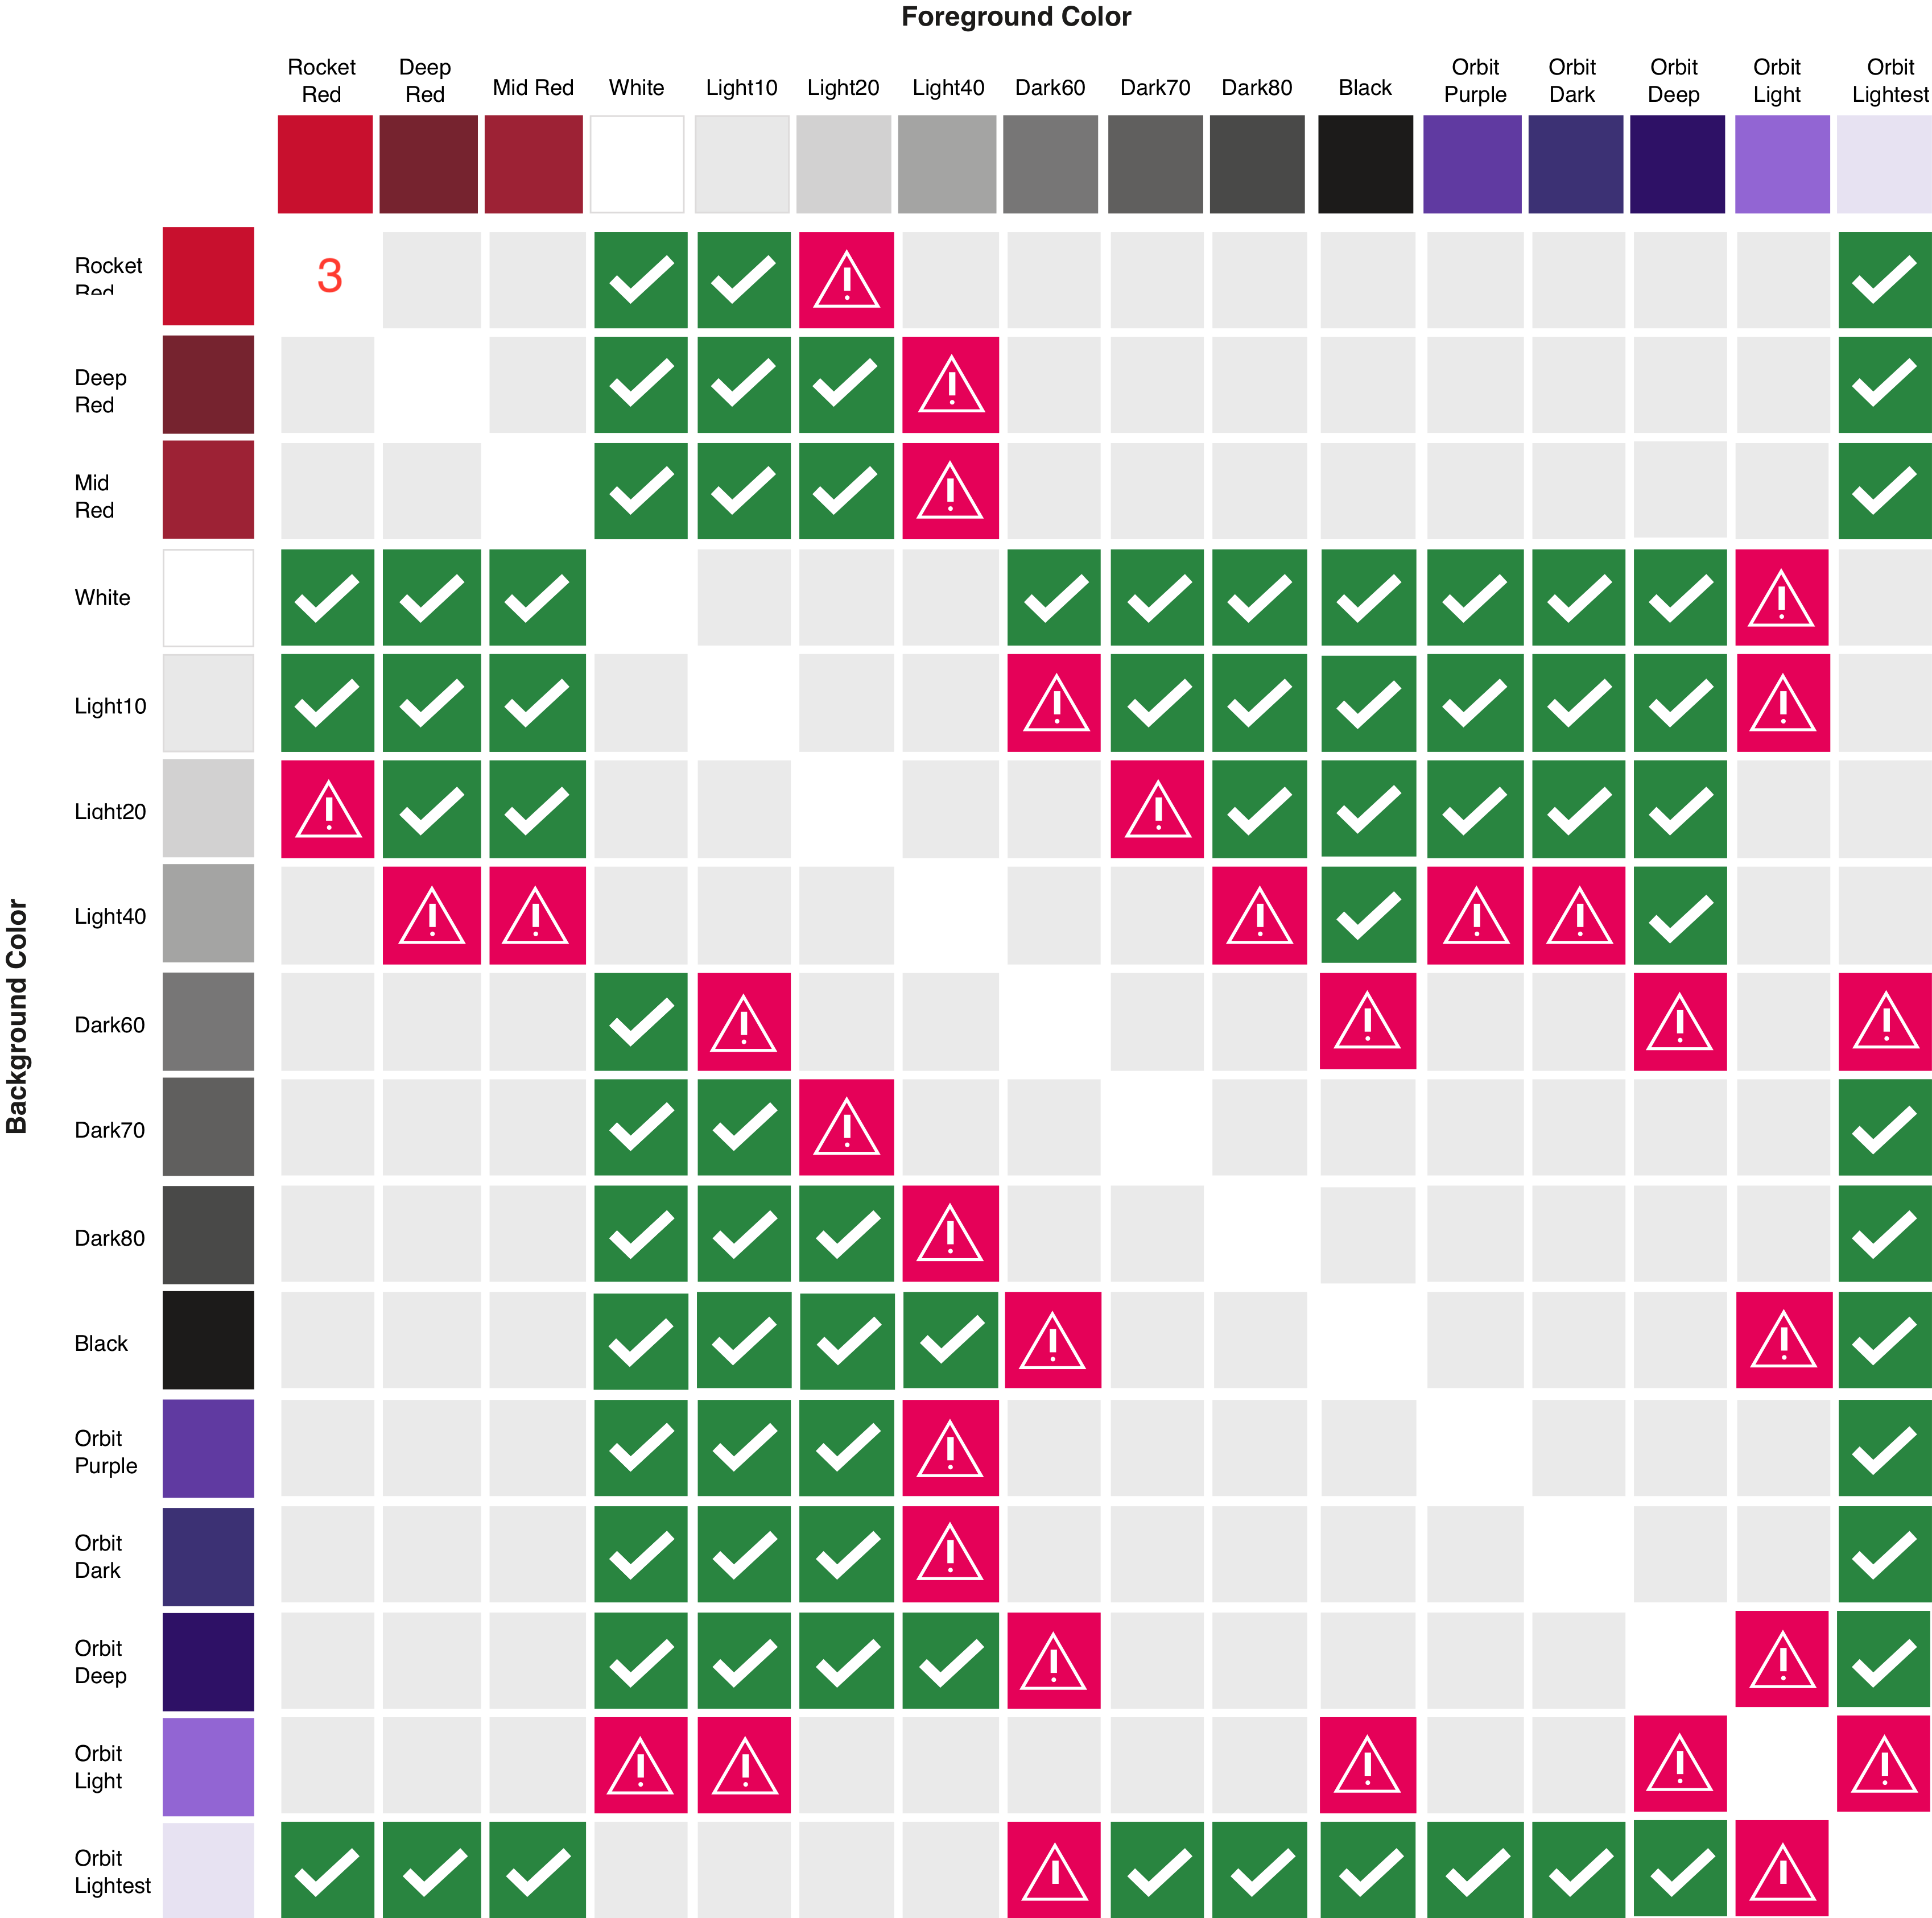 Foreground Color
Rocket
Red
Deep
Red
Mid Red
White
Light10
Light20
Light40
Dark60
Dark70
Dark80
Black
Orbit
Purple
Orbit
Dark
Orbit
Deep
Orbit
Light
Orbit
Lightest
Background Color
Rocket
Red
3
Deep
Red
Mid
Red
White
Light10
Light20
Light40
Dark60
Dark70
Dark80
Black
Orbit
Purple
Orbit
Dark
Orbit
Deep
Orbit
Light
Orbit
Lightest